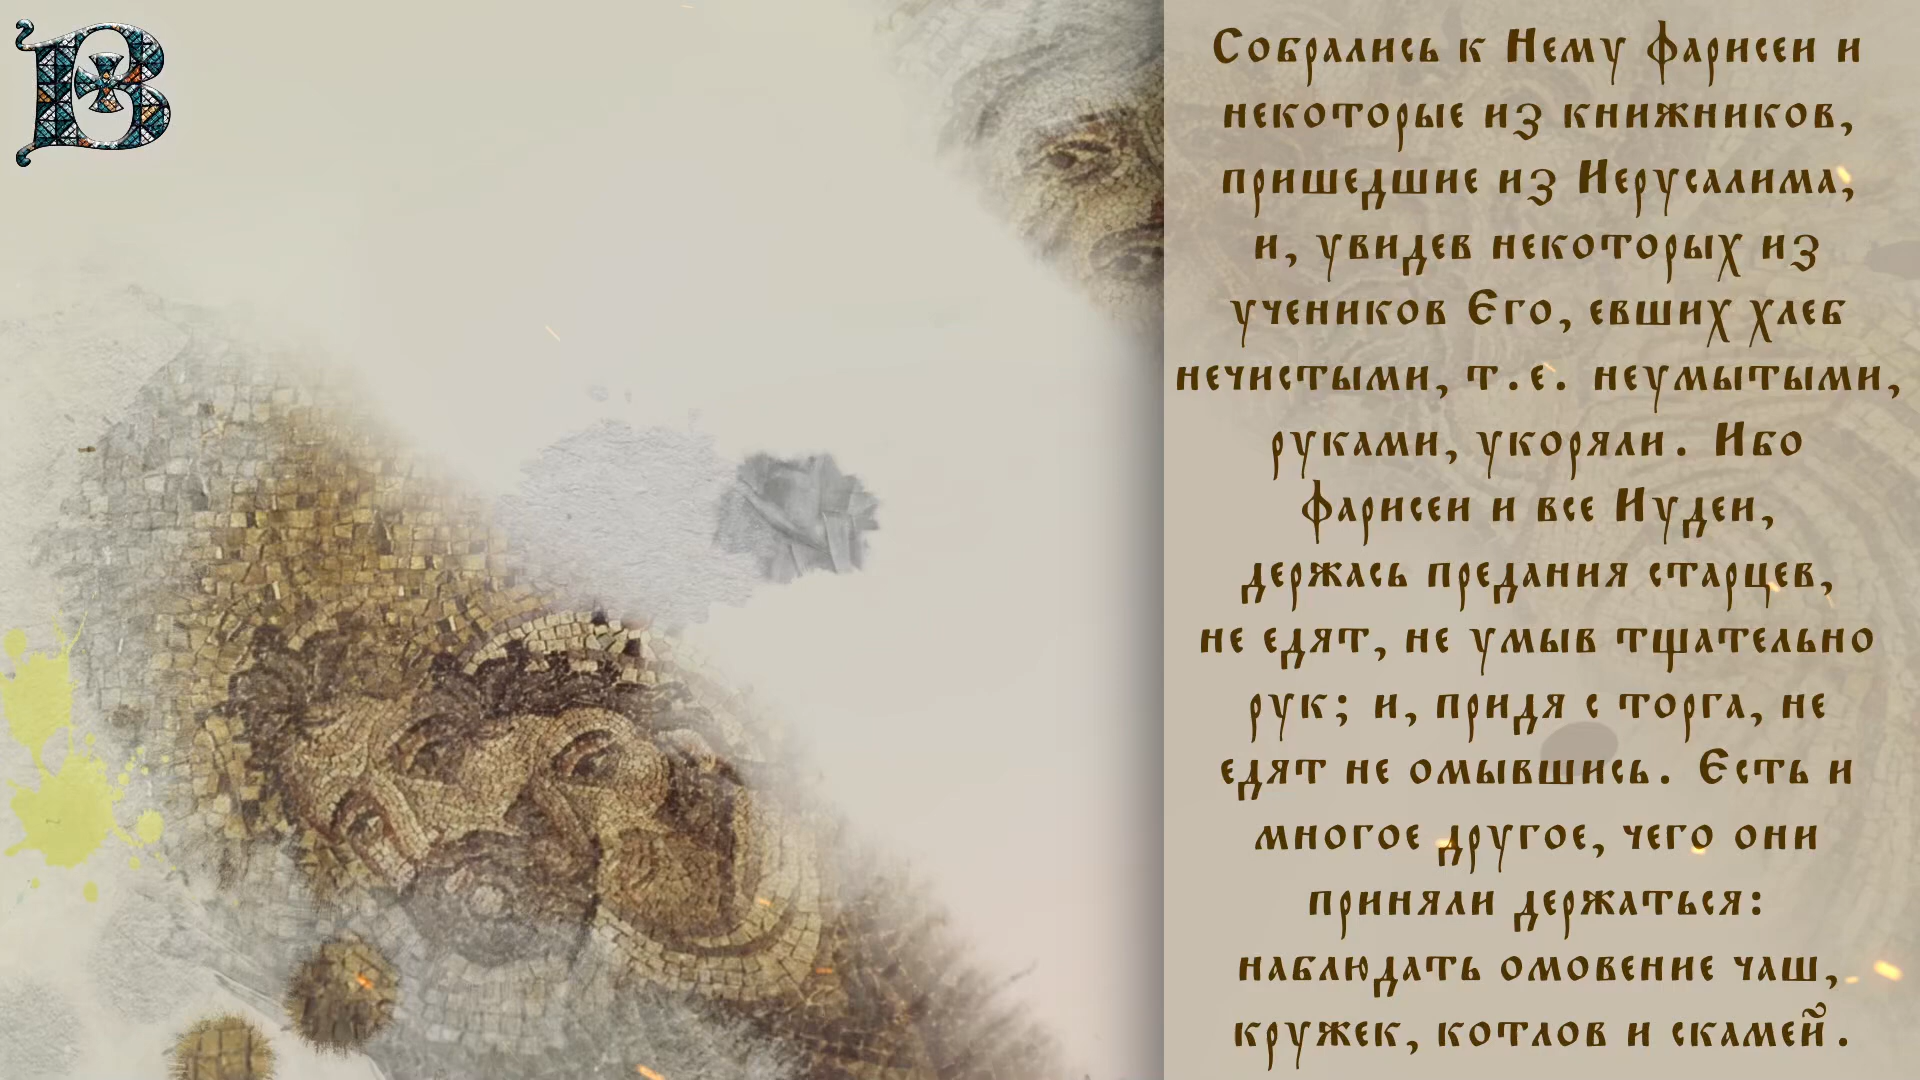 В
Собрались к Нему фарисеи и
некоторые из книжников,
пришедшие из Иерусалима,
и, увидев некоторых из
учеников Его, евших хлеб
нечистыми, т.е. неумытыми,
руками, укоряли. Ибо
фарисеи и все Иудеи,
держась предания старцев,
не едят, не умыв тщательно
рук; и, придя с торга, не
едят не омывшись. Есть и
многое другое, чего они
приняли держаться:
наблюдать омовение чаш,
кружек, котлов и скамей.